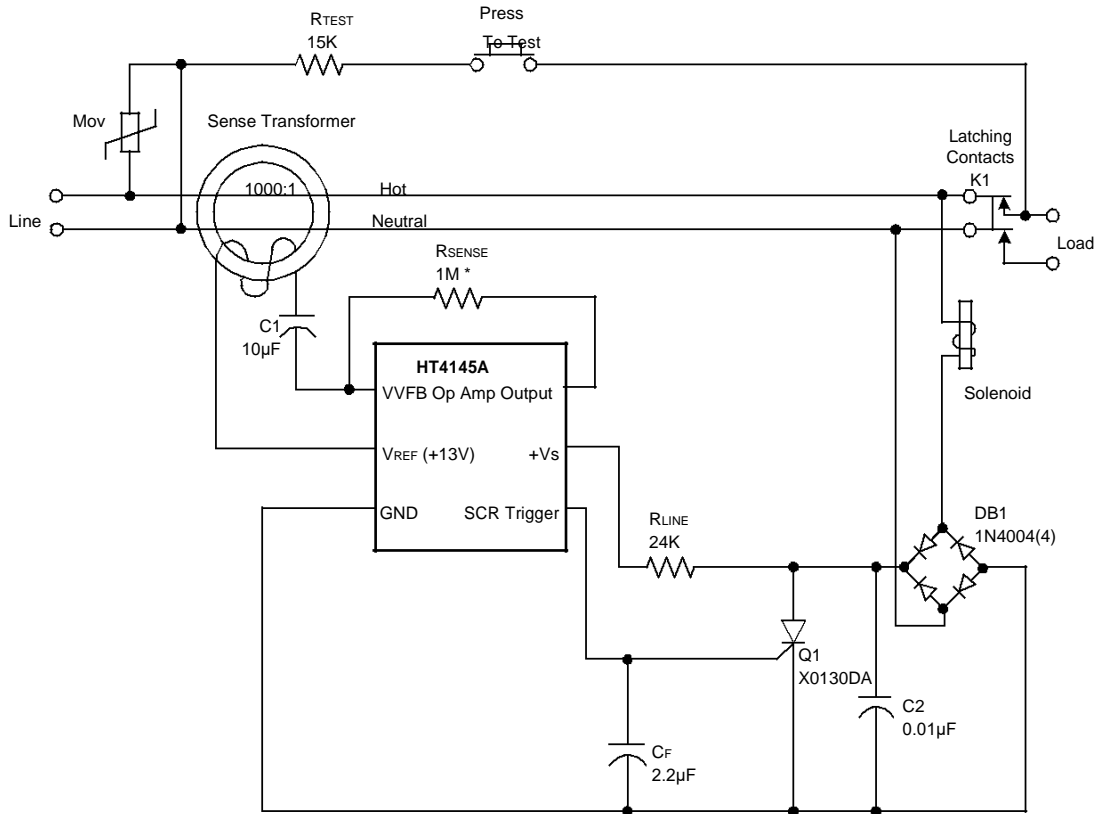 RTEST
15K
Press
To Test
Mov
Sense Transformer
Latching
Contacts
K1
1000:1
Hot
Line
Neutral
Load
RSENSE
1M *
C1
10µF
HT4145A
VVFB Op Amp Output
Solenoid
VREF (+13V)
+Vs
GND
SCR Trigger
RLINE
24K
DB1
1N4004(4)
Q1
X0130DA
C2
0.01µF
CF
2.2µF